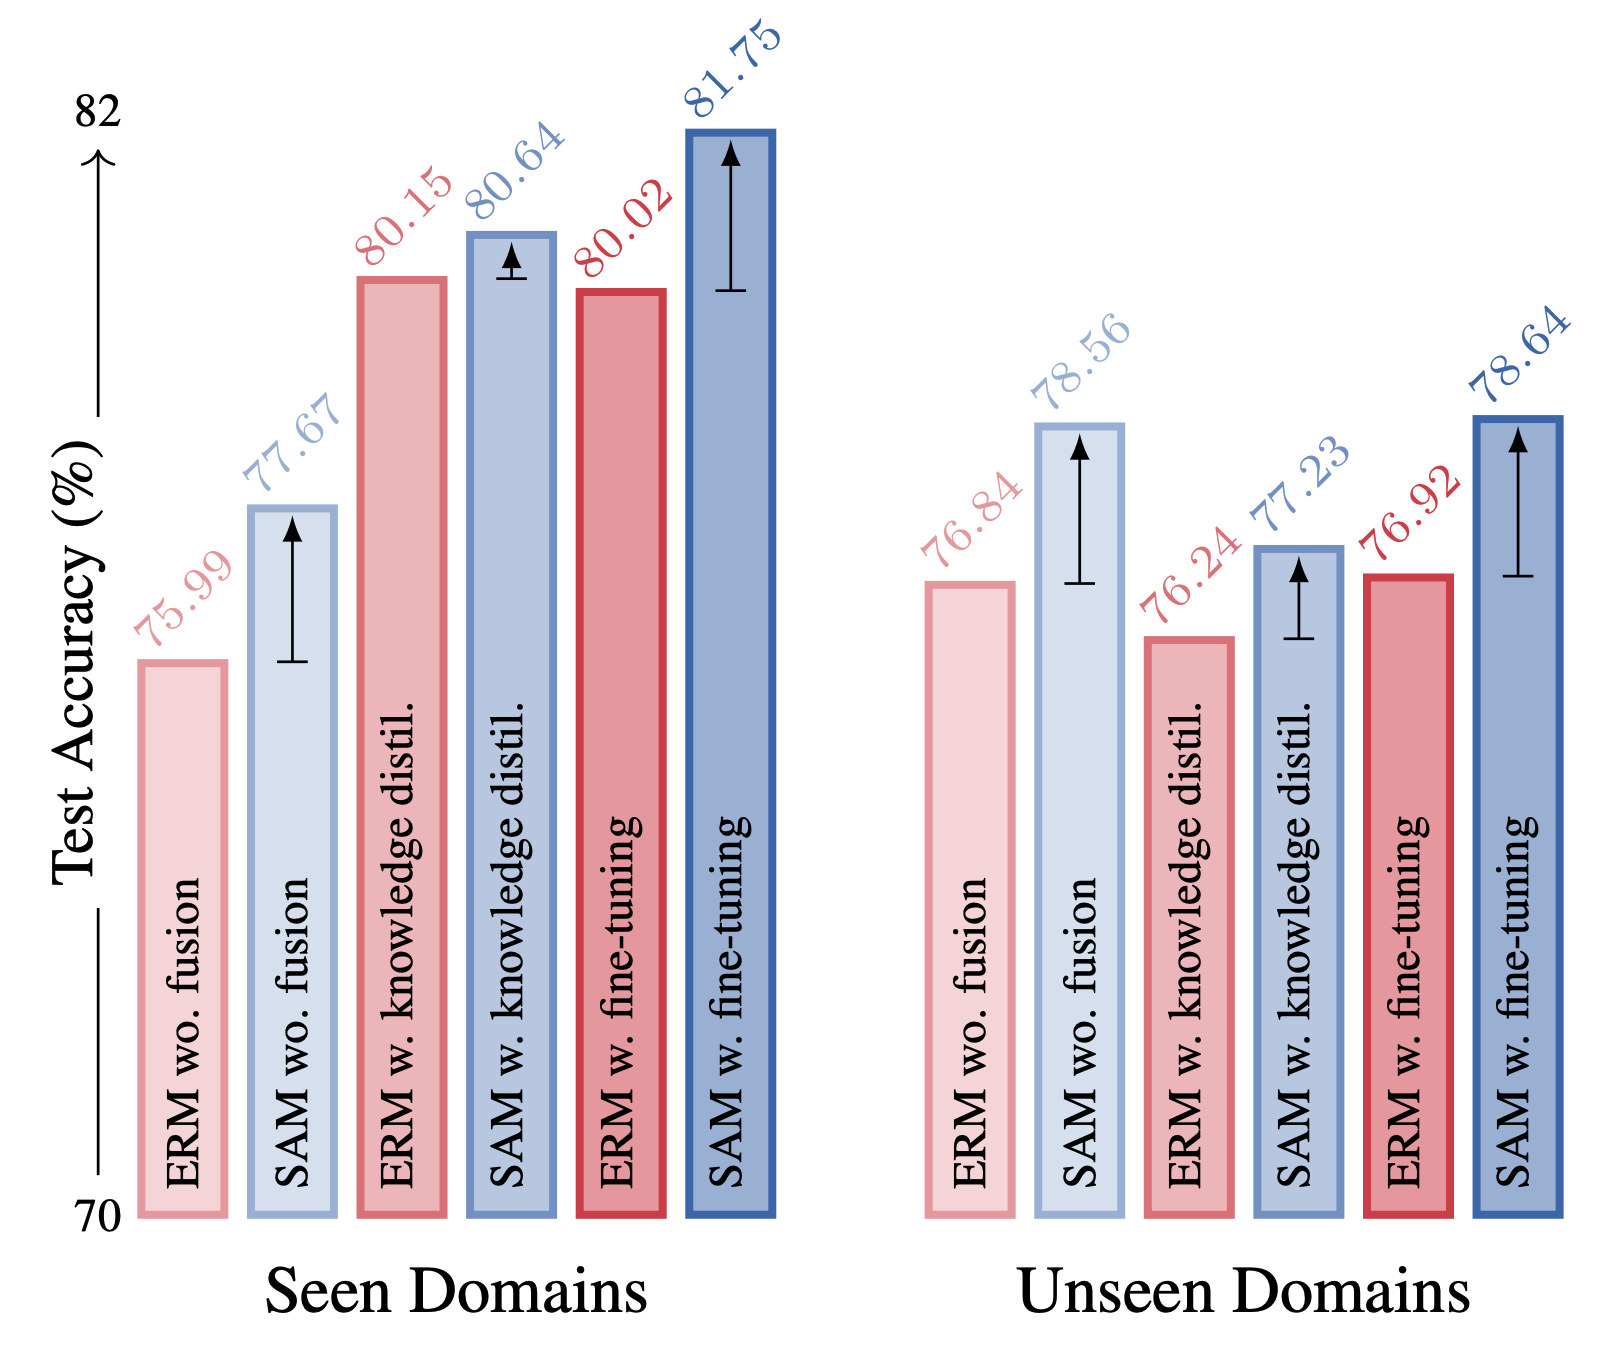 82
Test Accuracy (%)
70
75.99
77.67
80.15
80.64
80.02
81.75
ERM wo. fusion
SAM wo. fusion
ERM w. knowledge distil.
SAM w. knowledge distil.
ERM w. fine-tuning
SAM w. fine-tuning
Seen Domains
76.84
78.56
76.24
77.23
76.92
78.64
ERM wo. fusion
SAM wo. fusion
ERM w. knowledge distil.
SAM w. knowledge distil.
ERM w. fine-tuning
SAM w. fine-tuning
Unseen Domains